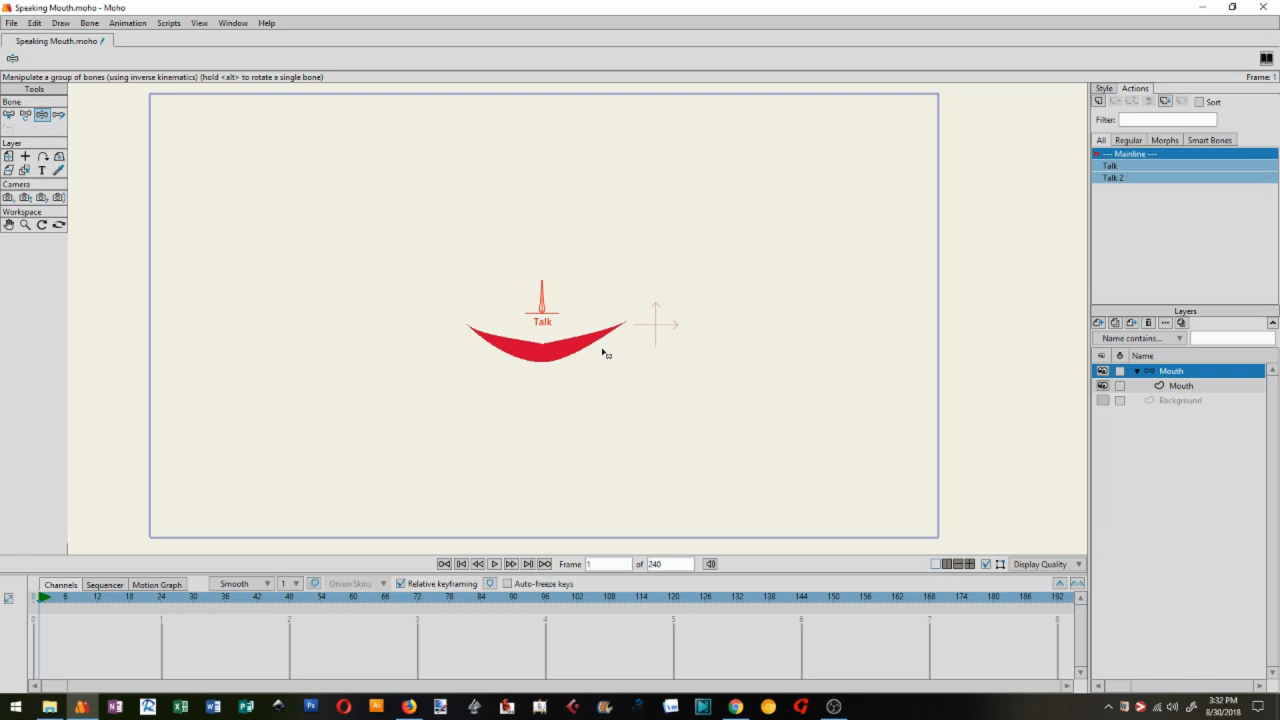 Speaking Mouth.moho - Moho
File Edit Draw Bone Animation Scripts View Window Help
Speaking Mouth.moho
Manipulate a group of bones (using inverse kinematics) (hold <alt> to rotate a single bone)
Frame: 1
Tools
Bone
Layer
Camera
Workspace
Talk
Style Actions
Sort
Filter:
All Regular Morphs Smart Bones
--- Mainline ---
Talk
Talk 2
Layers
Name contains...
Name
Mouth
Mouth
Background
Frame 1 of 240 Display Quality
Channels Sequencer Motion Graph Smooth 1 Onion Skins Relative keyframing Auto-freeze keys
0 6 12 18 24 30 36 42 48 54 60 66 72 78 84 90 96 102 108 114 120 126 132 138 144 150 156 162 168 174 180 186 192
0 1 2 3 4 5 6 7 8
3:32 PM
8/30/2018